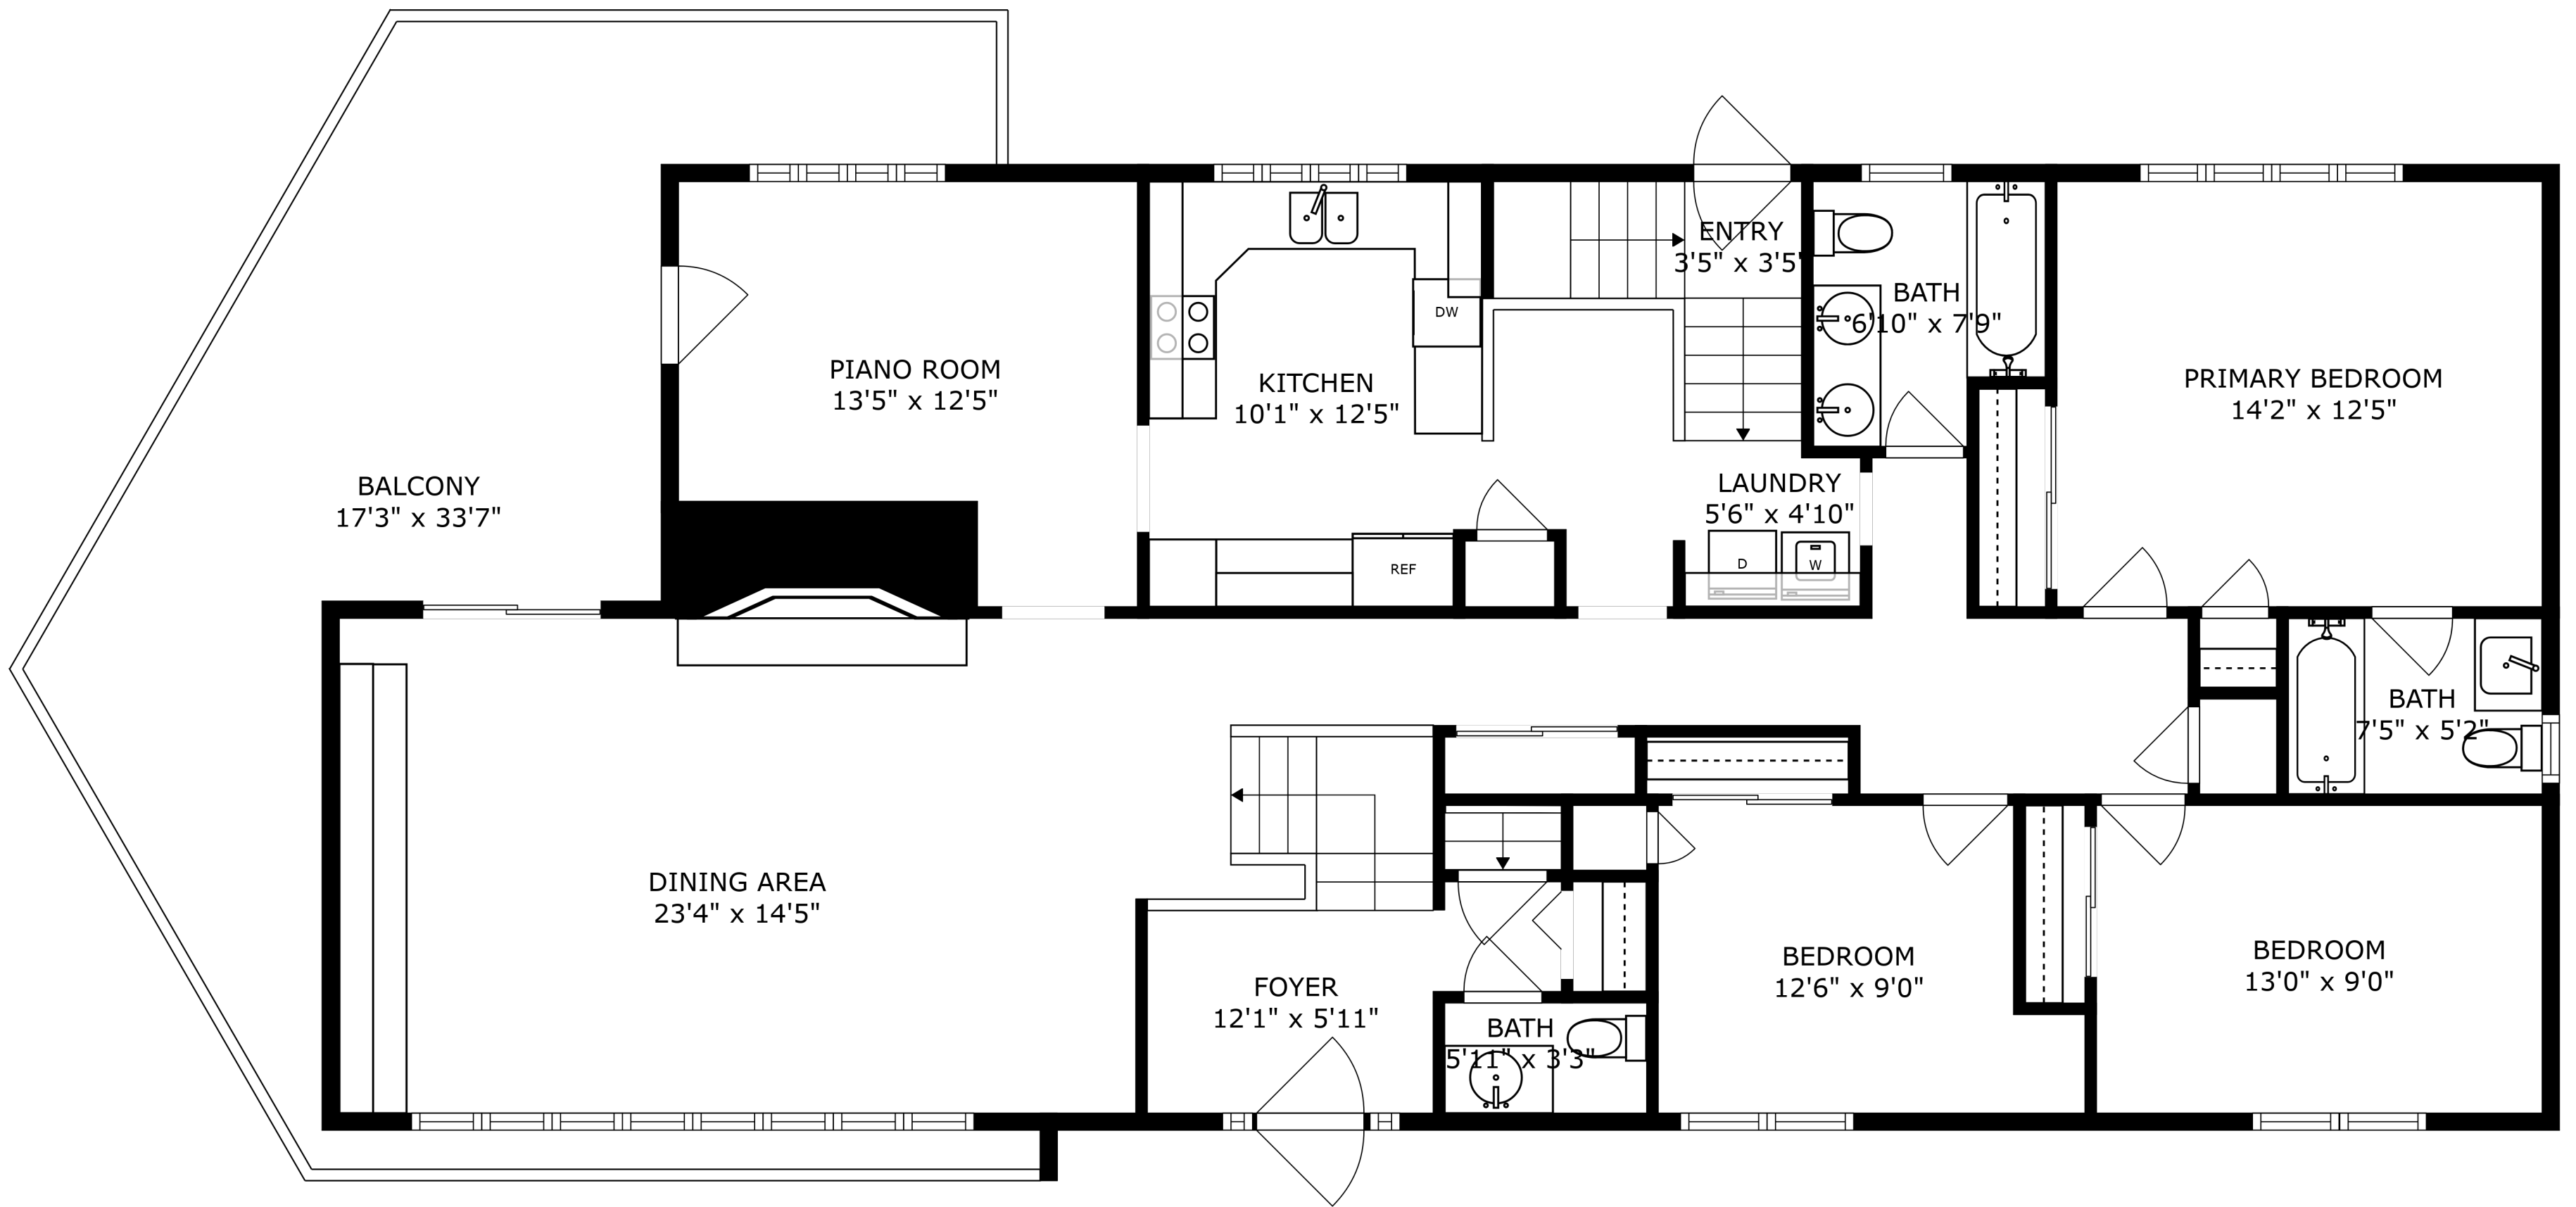 ENTRY
3'5" x 3'5"
BATH
6'10" x 7'9"
DW
PIANO ROOM
13'5" x 12'5"
KITCHEN
10'1" x 12'5"
PRIMARY BEDROOM
14'2" x 12'5"
BALCONY
17'3" x 33'7"
LAUNDRY
5'6" x 4'10"
REF
D
W
BATH
7'5" x 5'2"
DINING AREA
23'4" x 14'5"
FOYER
12'1" x 5'11"
BATH
5'11" x 3'3"
BEDROOM
12'6" x 9'0"
BEDROOM
13'0" x 9'0"